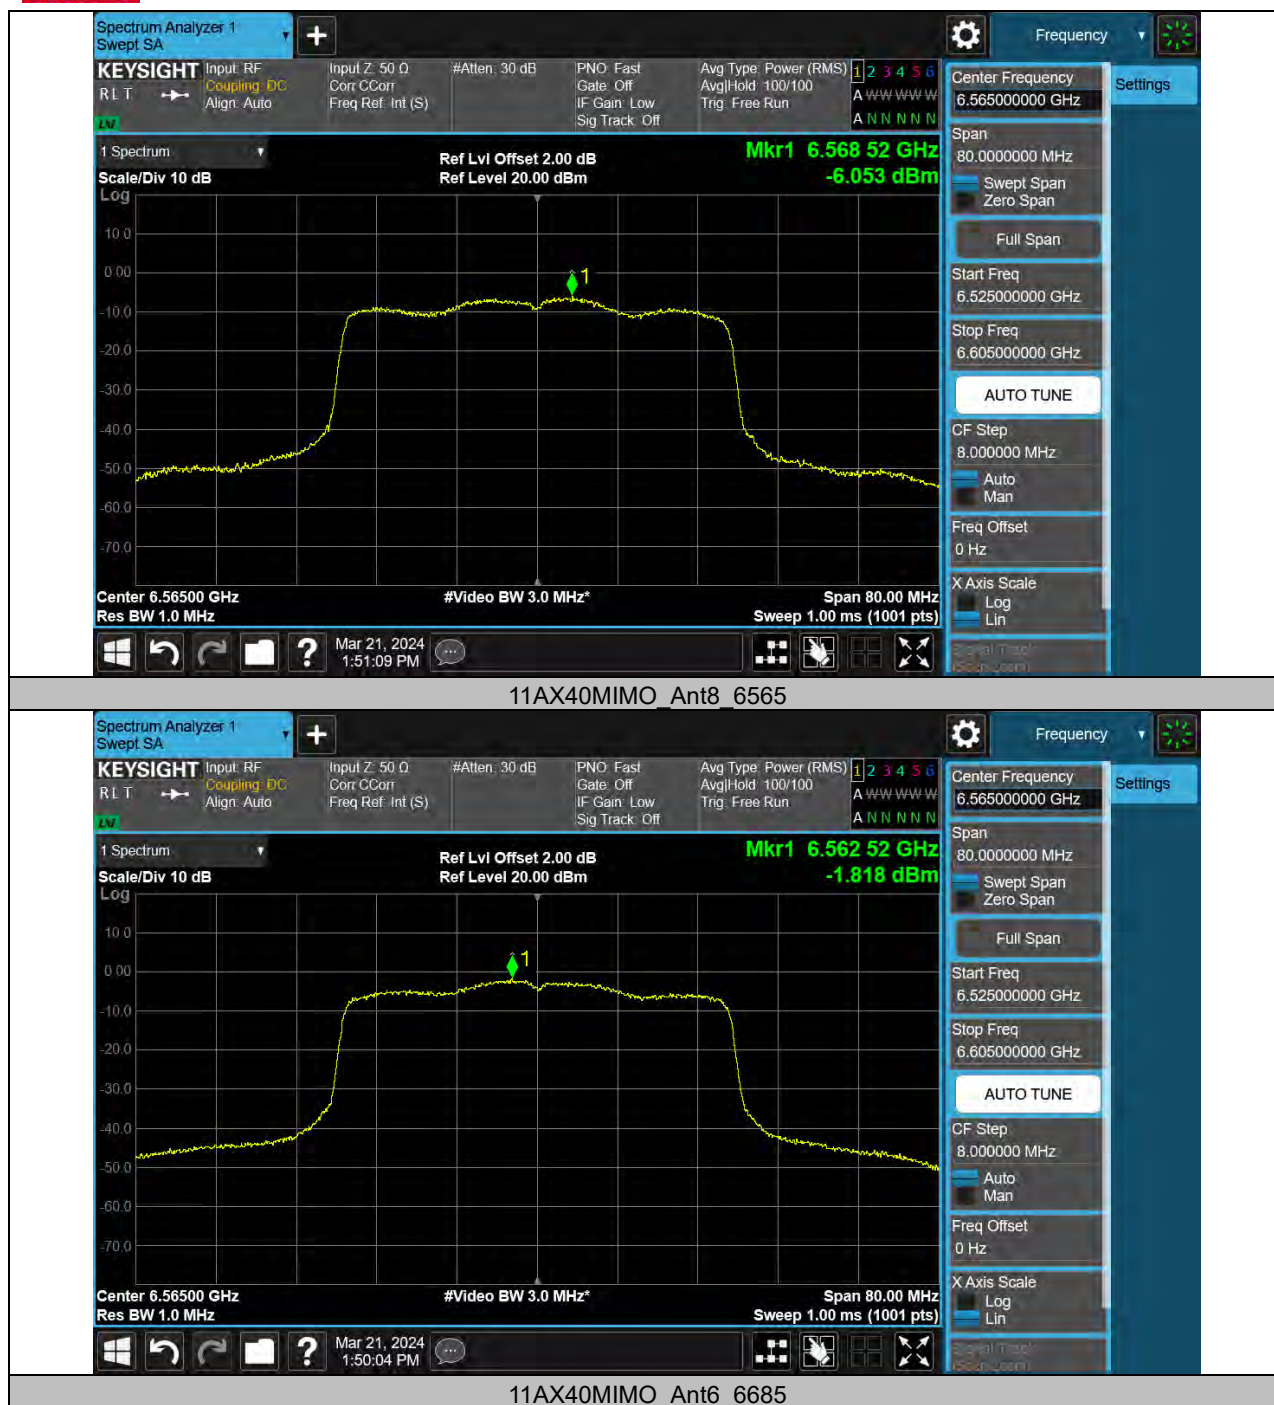 Spectrum Analyzer 1
Swept SA
Frequency
KEYSIGHT
RLT
LXI
Input: RF
Coupling: DC
Align: Auto
Input Z: 50 Ω
Corr CCorr
Freq Ref: Int (S)
#Atten: 30 dB
PNO: Fast
Gate: Off
IF Gain: Low
Sig Track: Off
Avg Type: Power (RMS)
Avg|Hold: 100/100
Trig: Free Run
1 2 3 4 5 6
A W W W W W
A N N N N N
Center Frequency
6.565000000 GHz
Settings
Span
80.0000000 MHz
Swept Span
Zero Span
Full Span
Start Freq
6.525000000 GHz
Stop Freq
6.605000000 GHz
AUTO TUNE
CF Step
8.000000 MHz
Auto
Man
Freq Offset
0 Hz
X Axis Scale
Log
Lin
1 Spectrum
Scale/Div 10 dB
Ref Lvl Offset 2.00 dB
Ref Level 20.00 dBm
Mkr1 6.568 52 GHz
-6.053 dBm
Log
10.0
0.00
-10.0
-20.0
-30.0
-40.0
-50.0
-60.0
-70.0
1
Center 6.56500 GHz
Res BW 1.0 MHz
#Video BW 3.0 MHz*
Span 80.00 MHz
Sweep 1.00 ms (1001 pts)
Mar 21, 2024
1:51:09 PM
11AX40MIMO_Ant8_6565
Spectrum Analyzer 1
Swept SA
Frequency
KEYSIGHT
RLT
LXI
Input: RF
Coupling: DC
Align: Auto
Input Z: 50 Ω
Corr CCorr
Freq Ref: Int (S)
#Atten: 30 dB
PNO: Fast
Gate: Off
IF Gain: Low
Sig Track: Off
Avg Type: Power (RMS)
Avg|Hold: 100/100
Trig: Free Run
1 2 3 4 5 6
A W W W W W
A N N N N N
Center Frequency
6.565000000 GHz
Settings
Span
80.0000000 MHz
Swept Span
Zero Span
Full Span
Start Freq
6.525000000 GHz
Stop Freq
6.605000000 GHz
AUTO TUNE
CF Step
8.000000 MHz
Auto
Man
Freq Offset
0 Hz
X Axis Scale
Log
Lin
1 Spectrum
Scale/Div 10 dB
Ref Lvl Offset 2.00 dB
Ref Level 20.00 dBm
Mkr1 6.562 52 GHz
-1.818 dBm
Log
10.0
0.00
-10.0
-20.0
-30.0
-40.0
-50.0
-60.0
-70.0
1
Center 6.56500 GHz
Res BW 1.0 MHz
#Video BW 3.0 MHz*
Span 80.00 MHz
Sweep 1.00 ms (1001 pts)
Mar 21, 2024
1:50:04 PM
11AX40MIMO_Ant6_6685